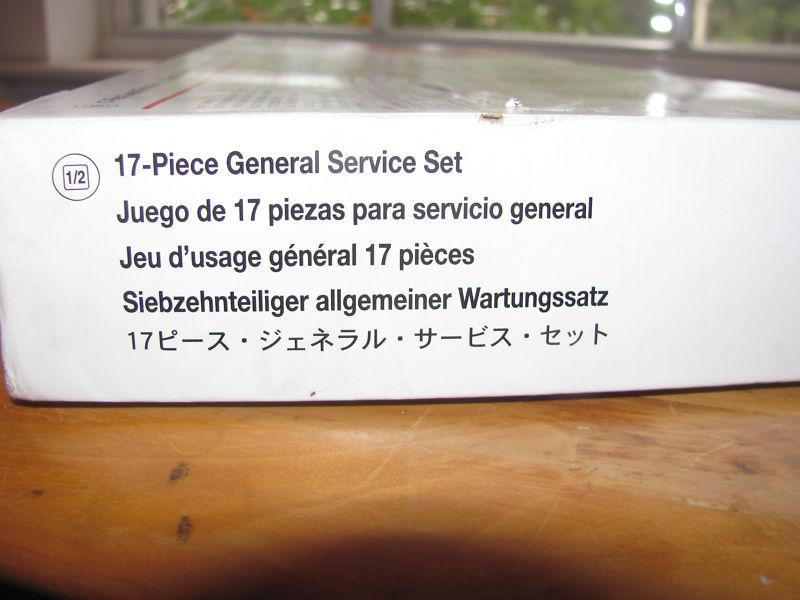 1/2
17-Piece General Service Set
Juego de 17 piezas para servicio general
Jeu d'usage général 17 pièces
Siebzehnteiliger allgemeiner Wartungssatz
17ピース・ジェネラル・サービス・セット